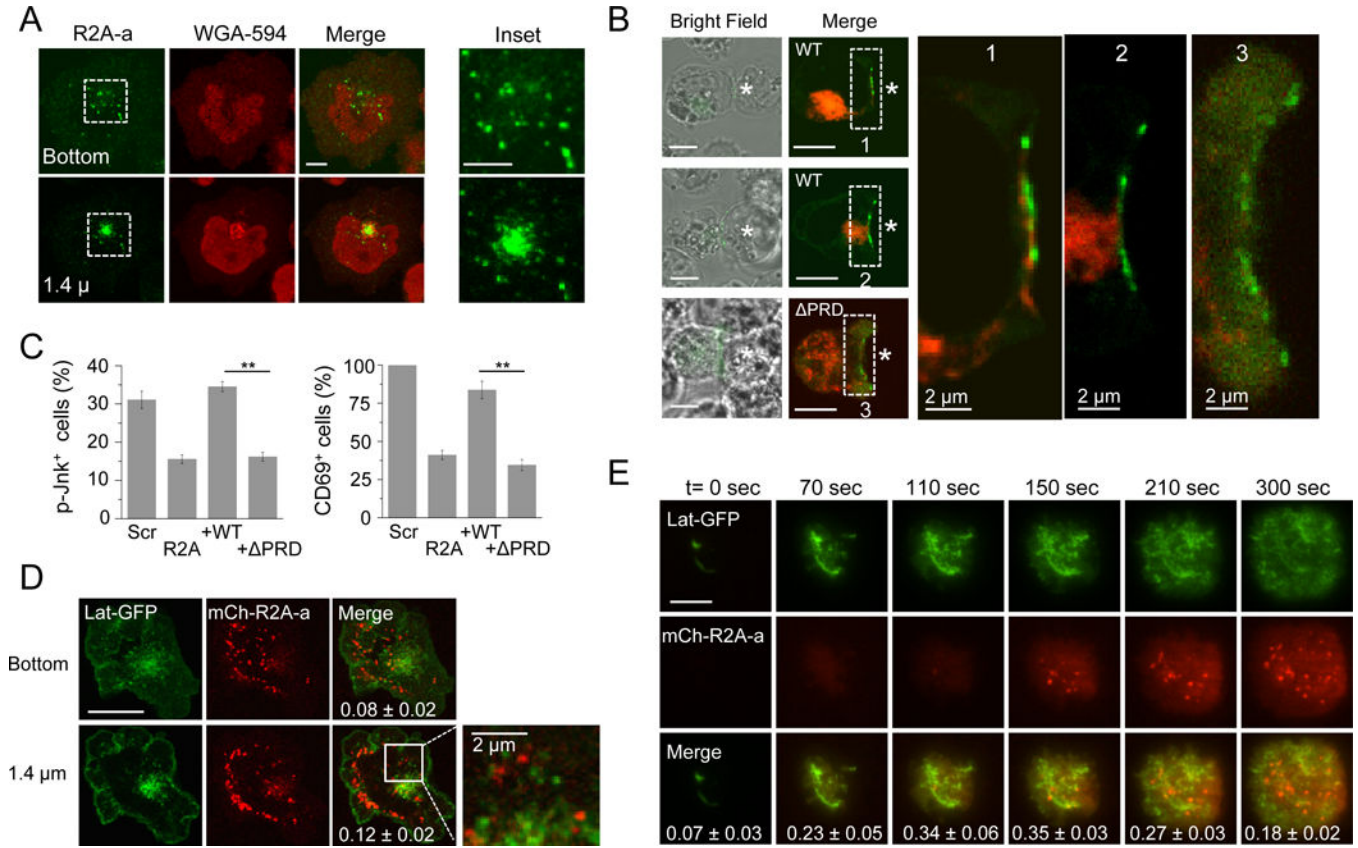 A
R2A-a WGA-594 Merge Inset
Bottom
1.4 µ
B
Bright Field Merge
WT
*
*
1
WT
*
*
2
ΔPRD
*
*
3
1 2 3
2 µm 2 µm 2 µm
C
p-Jnk+ cells (%)
40
30
20
10
0
**
Scr +WT
R2A +ΔPRD
CD69+ cells (%)
100
75
50
25
0
**
Scr +WT
R2A +ΔPRD
D
Lat-GFP mCh-R2A-a Merge
Bottom
0.08 ± 0.02
1.4 µm
2 µm
0.12 ± 0.02
E
t= 0 sec 70 sec 110 sec 150 sec 210 sec 300 sec
Lat-GFP
mCh-R2A-a
Merge
0.07 ± 0.03 0.23 ± 0.05 0.34 ± 0.06 0.35 ± 0.03 0.27 ± 0.03 0.18 ± 0.02